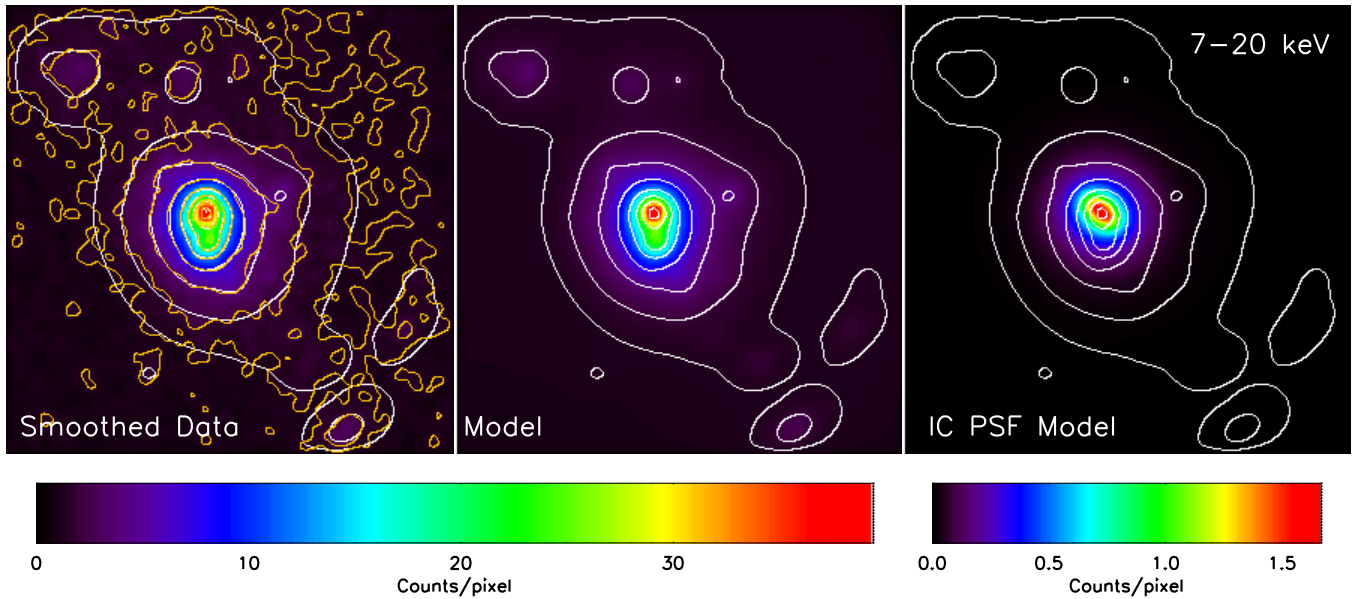 7−20 keV
Smoothed Data
Model
IC PSF Model
0 10 20 30
Counts/pixel
0.0 0.5 1.0 1.5
Counts/pixel